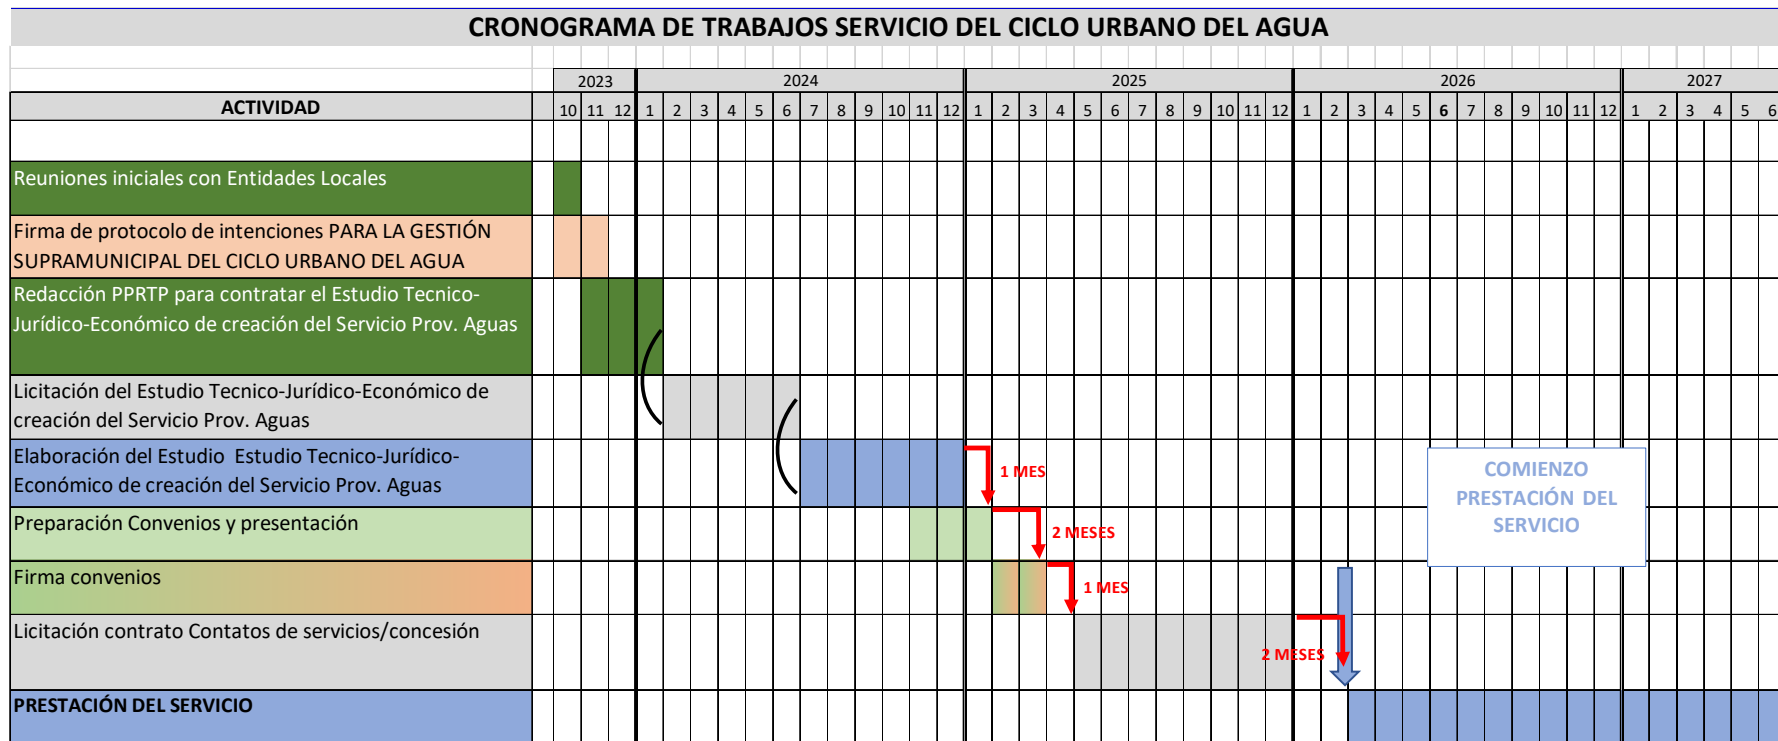 CRONOGRAMA DE TRABAJOS SERVICIO DEL CICLO URBANO DEL AGUA
2023 2024 2025 2026 2027
ACTIVIDAD 10 11 12 1 2 3 4 5 6 7 8 9 10 11 12 1 2 3 4 5 6 7 8 9 10 11 12 1 2 3 4 5 6 7 8 9 10 11 12 1 2 3 4 5 6
Reuniones iniciales con Entidades Locales
Firma de protocolo de intenciones PARA LA GESTIÓN
SUPRAMUNICIPAL DEL CICLO URBANO DEL AGUA
Redacción PPRTP para contratar el Estudio Tecnico-
Jurídico-Económico de creación del Servicio Prov. Aguas
Licitación del Estudio Tecnico-Jurídico-Económico de
creación del Servicio Prov. Aguas
Elaboración del Estudio Estudio Tecnico-Jurídico-
Económico de creación del Servicio Prov. Aguas
1 MES
COMIENZO
PRESTACIÓN DEL
SERVICIO
Preparación Convenios y presentación
2 MESES
Firma convenios
1 MES
Licitación contrato Contatos de servicios/concesión
2 MESES
PRESTACIÓN DEL SERVICIO